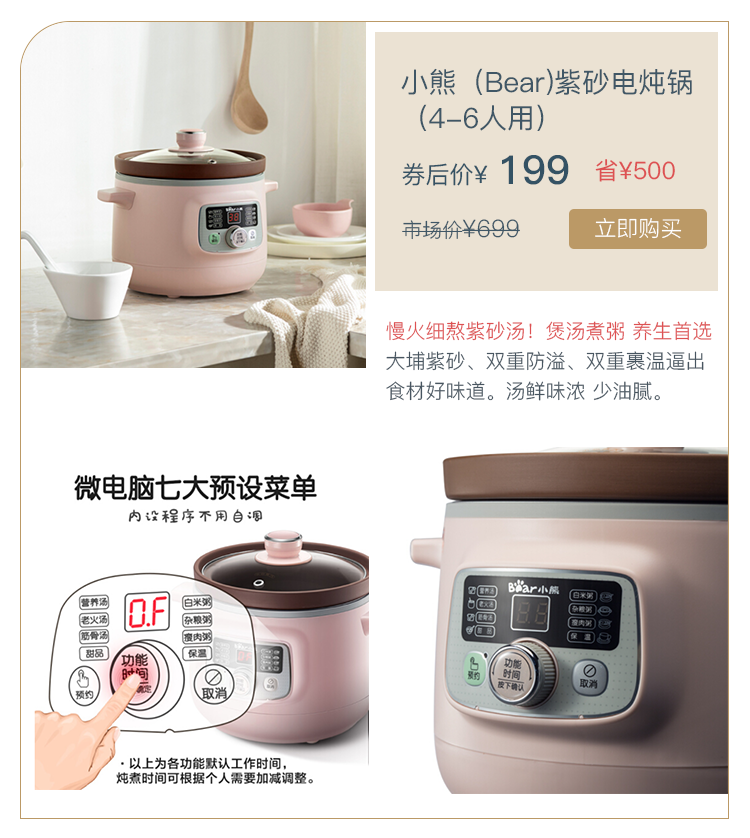 小熊（Bear)紫砂电炖锅
（4-6人用）
券后价¥ 199 省¥500
市场价¥699 立即购买
慢火细熬紫砂汤！煲汤煮粥 养生首选
大埔紫砂、双重防溢、双重裹温逼出
食材好味道。汤鲜味浓 少油腻。
微电脑七大预设菜单
内设程序不用自调
营养汤
老火汤
筋骨汤
甜品
0.F
白米粥
杂粮粥
瘦肉粥
保温
功能
时间
确定
预约
取消
·以上为各功能默认工作时间，
炖煮时间可根据个人需要加减调整。
Bear小熊
营养汤
老火汤
筋骨汤
甜品
8.8
白米粥
杂粮粥
瘦肉粥
保温
预约
功能
时间
按下确认
取消